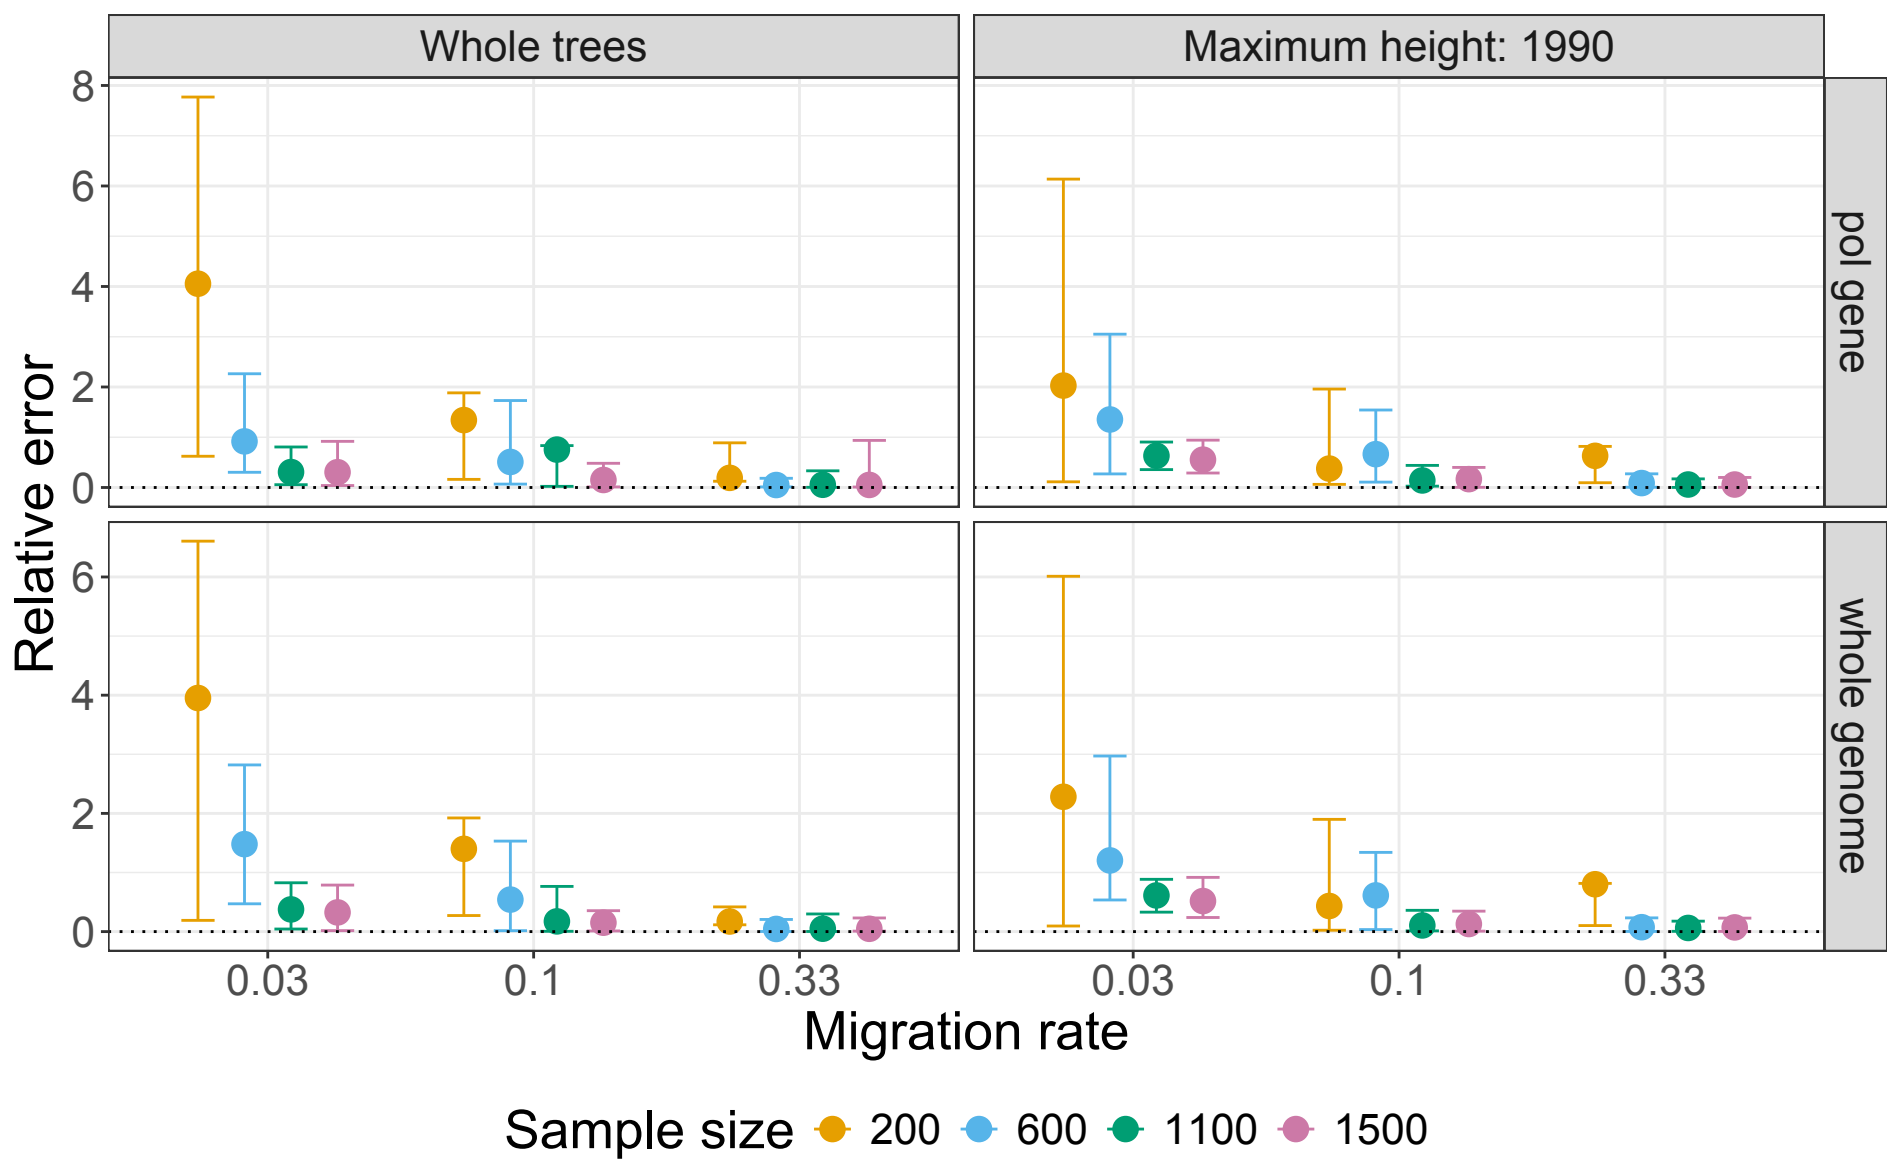 Whole trees
Maximum height: 1990
8
6
4
2
0
pol gene
Relative error
6
4
2
0
whole genome
0.03
0.1
0.33
0.03
0.1
0.33
Migration rate
Sample size 200 600 1100 1500